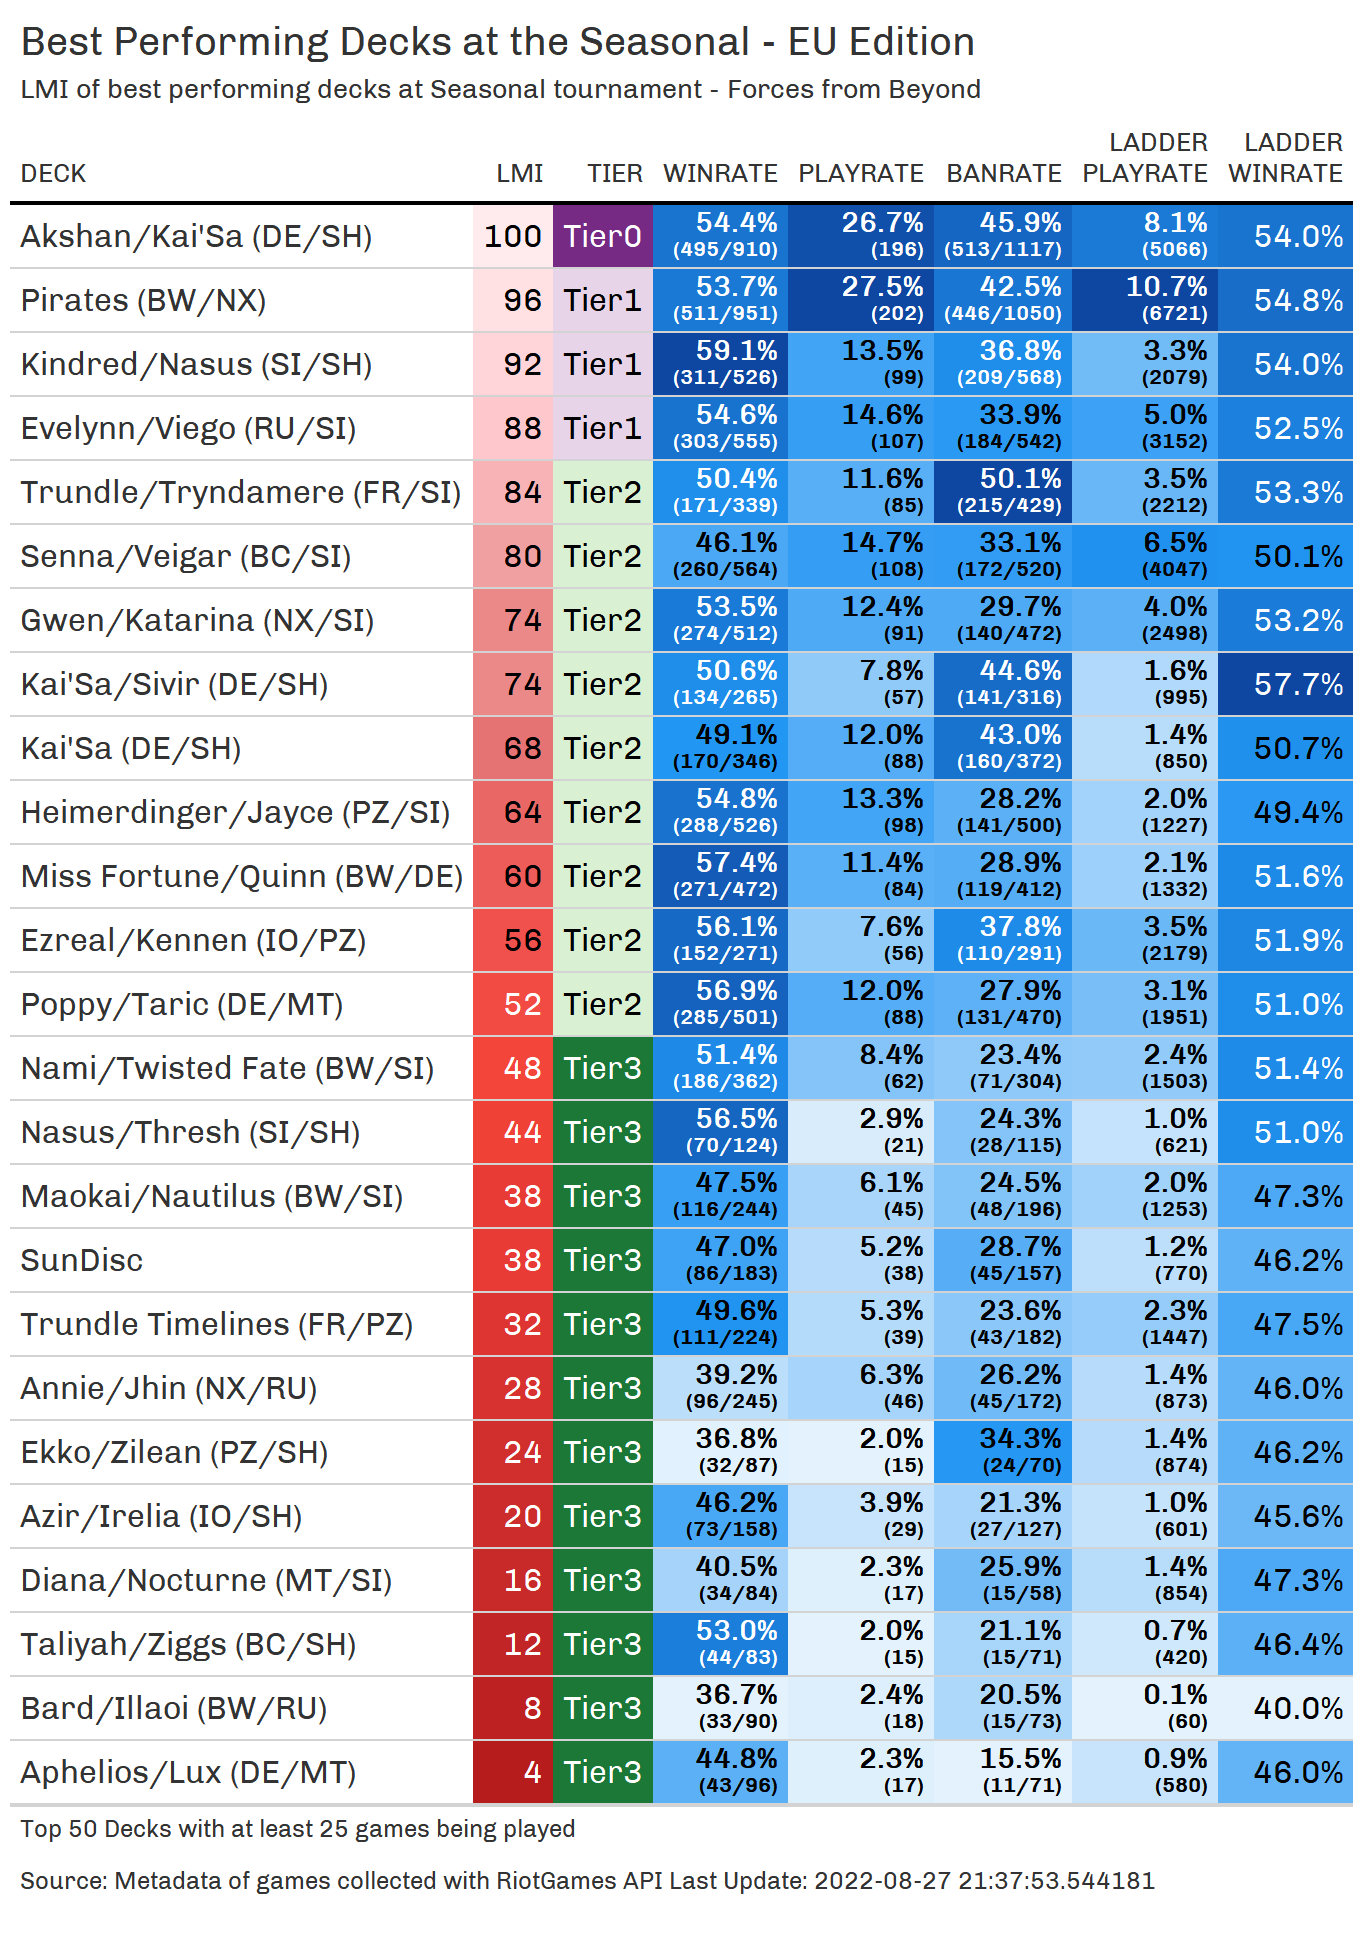 Best Performing Decks at the Seasonal - EU Edition
LMI of best performing decks at Seasonal tournament - Forces from Beyond
DECK LMI TIER WINRATE PLAYRATE BANRATE LADDER PLAYRATE LADDER WINRATE
Akshan/Kai'Sa (DE/SH) 100 Tier0 54.4% (495/910) 26.7% (196) 45.9% (513/1117) 8.1% (5066) 54.0%
Pirates (BW/NX) 96 Tier1 53.7% (511/951) 27.5% (202) 42.5% (446/1050) 10.7% (6721) 54.8%
Kindred/Nasus (SI/SH) 92 Tier1 59.1% (311/526) 13.5% (99) 36.8% (209/568) 3.3% (2079) 54.0%
Evelynn/Viego (RU/SI) 88 Tier1 54.6% (303/555) 14.6% (107) 33.9% (184/542) 5.0% (3152) 52.5%
Trundle/Tryndamere (FR/SI) 84 Tier2 50.4% (171/339) 11.6% (85) 50.1% (215/429) 3.5% (2212) 53.3%
Senna/Veigar (BC/SI) 80 Tier2 46.1% (260/564) 14.7% (108) 33.1% (172/520) 6.5% (4047) 50.1%
Gwen/Katarina (NX/SI) 74 Tier2 53.5% (274/512) 12.4% (91) 29.7% (140/472) 4.0% (2498) 53.2%
Kai'Sa/Sivir (DE/SH) 74 Tier2 50.6% (134/265) 7.8% (57) 44.6% (141/316) 1.6% (995) 57.7%
Kai'Sa (DE/SH) 68 Tier2 49.1% (170/346) 12.0% (88) 43.0% (160/372) 1.4% (850) 50.7%
Heimerdinger/Jayce (PZ/SI) 64 Tier2 54.8% (288/526) 13.3% (98) 28.2% (141/500) 2.0% (1227) 49.4%
Miss Fortune/Quinn (BW/DE) 60 Tier2 57.4% (271/472) 11.4% (84) 28.9% (119/412) 2.1% (1332) 51.6%
Ezreal/Kennen (IO/PZ) 56 Tier2 56.1% (152/271) 7.6% (56) 37.8% (110/291) 3.5% (2179) 51.9%
Poppy/Taric (DE/MT) 52 Tier2 56.9% (285/501) 12.0% (88) 27.9% (131/470) 3.1% (1951) 51.0%
Nami/Twisted Fate (BW/SI) 48 Tier3 51.4% (186/362) 8.4% (62) 23.4% (71/304) 2.4% (1503) 51.4%
Nasus/Thresh (SI/SH) 44 Tier3 56.5% (70/124) 2.9% (21) 24.3% (28/115) 1.0% (621) 51.0%
Maokai/Nautilus (BW/SI) 38 Tier3 47.5% (116/244) 6.1% (45) 24.5% (48/196) 2.0% (1253) 47.3%
SunDisc 38 Tier3 47.0% (86/183) 5.2% (38) 28.7% (45/157) 1.2% (770) 46.2%
Trundle Timelines (FR/PZ) 32 Tier3 49.6% (111/224) 5.3% (39) 23.6% (43/182) 2.3% (1447) 47.5%
Annie/Jhin (NX/RU) 28 Tier3 39.2% (96/245) 6.3% (46) 26.2% (45/172) 1.4% (873) 46.0%
Ekko/Zilean (PZ/SH) 24 Tier3 36.8% (32/87) 2.0% (15) 34.3% (24/70) 1.4% (874) 46.2%
Azir/Irelia (IO/SH) 20 Tier3 46.2% (73/158) 3.9% (29) 21.3% (27/127) 1.0% (601) 45.6%
Diana/Nocturne (MT/SI) 16 Tier3 40.5% (34/84) 2.3% (17) 25.9% (15/58) 1.4% (854) 47.3%
Taliyah/Ziggs (BC/SH) 12 Tier3 53.0% (44/83) 2.0% (15) 21.1% (15/71) 0.7% (420) 46.4%
Bard/Illaoi (BW/RU) 8 Tier3 36.7% (33/90) 2.4% (18) 20.5% (15/73) 0.1% (60) 40.0%
Aphelios/Lux (DE/MT) 4 Tier3 44.8% (43/96) 2.3% (17) 15.5% (11/71) 0.9% (580) 46.0%
Top 50 Decks with at least 25 games being played
Source: Metadata of games collected with RiotGames API Last Update: 2022-08-27 21:37:53.544181